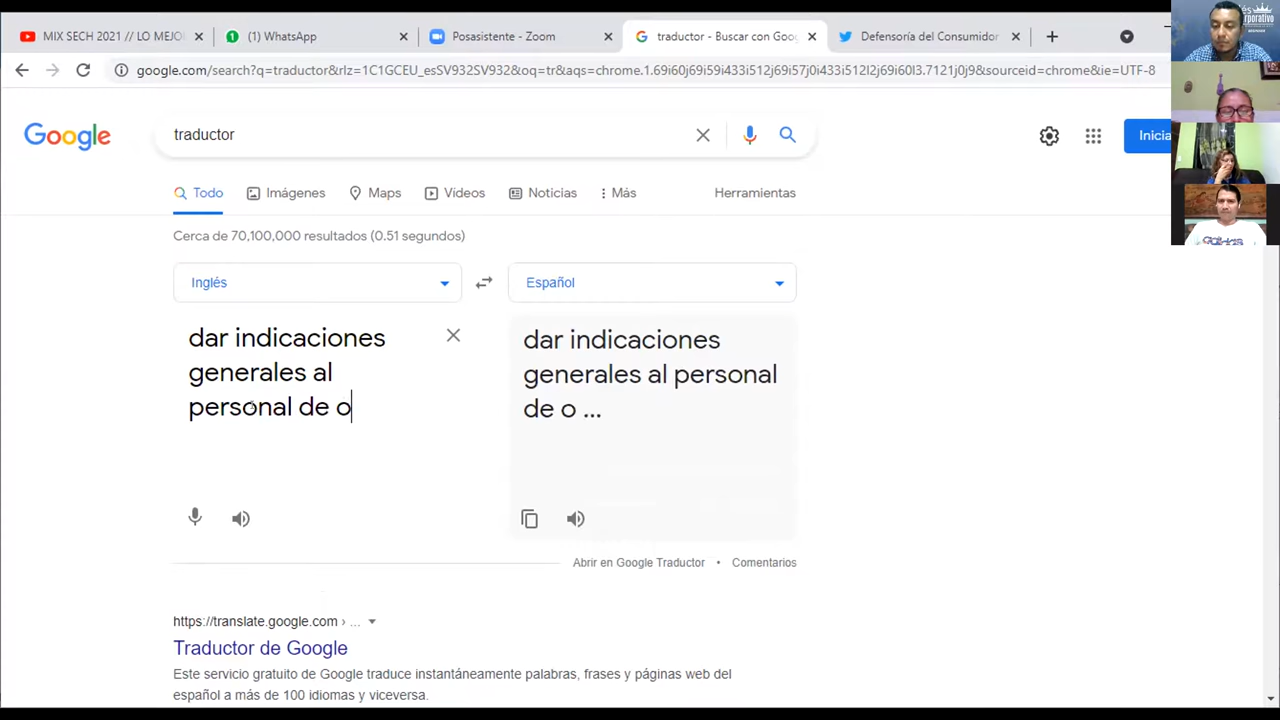 MIX SECH 2021 // LO MEJO
(1) WhatsApp
Posasistente - Zoom
traductor - Buscar con Goog
Defensoría del Consumidor
google.com/search?q=traductor&rlz=1C1GCEU_esSV932SV932&oq=tr&aqs=chrome.1.69i60j69i59i433i512j69i57j0i433i512l2j69i60l3.7121j0j9&sourceid=chrome&ie=UTF-8
Google
traductor
Inicia
Todo
Imágenes
Maps
Vídeos
Noticias
Más
Herramientas
Cerca de 70,100,000 resultados (0.51 segundos)
Inglés
Español
dar indicaciones
generales al
personal de o
dar indicaciones
generales al personal
de o ...
Abrir en Google Traductor • Comentarios
https://translate.google.com › ...
Traductor de Google
Este servicio gratuito de Google traduce instantáneamente palabras, frases y páginas web del
español a más de 100 idiomas y viceversa.